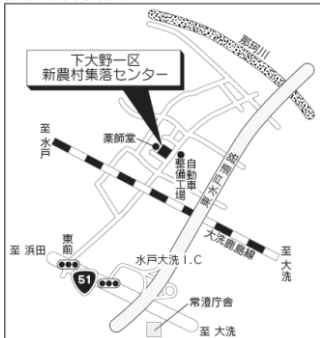 那珂川
下大野一区
新農村集落センター
至水戸
薬師堂
自動車
整備工場
東水戸道路
大洗鹿島線
至大洗
至 浜田
東前
51
水戸大洗 I.C
常澄庁舎
至 大洗